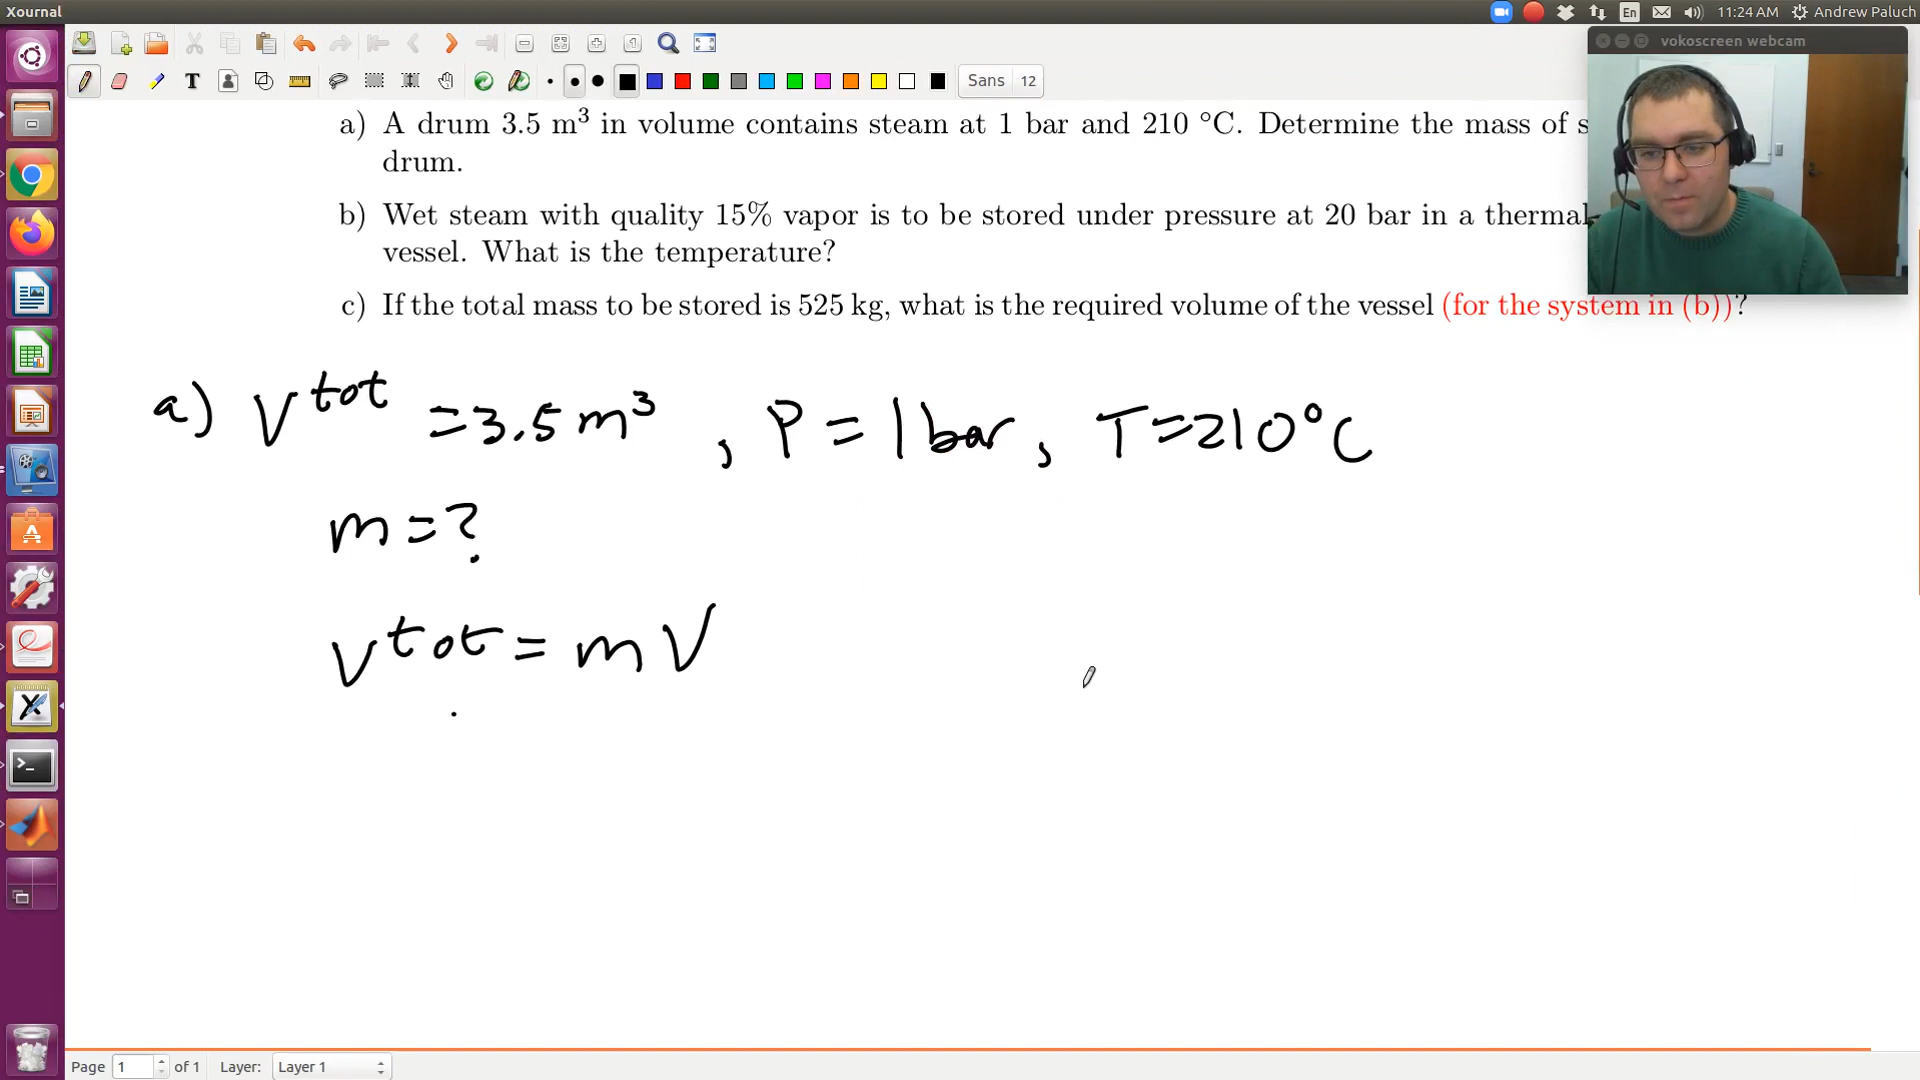 Xournal
En 11:24 AM Andrew Paluch
vokoscreen webcam
Sans 12
a) A drum 3.5 m³ in volume contains steam at 1 bar and 210 °C. Determine the mass of s
drum.
b) Wet steam with quality 15% vapor is to be stored under pressure at 20 bar in a thermal
vessel. What is the temperature?
c) If the total mass to be stored is 525 kg, what is the required volume of the vessel (for the system in (b))?
a) V^tot = 3.5 m³ , P = 1 bar , T = 210°C
m = ?
V^tot = m V
.
Page 1 of 1 Layer: Layer 1